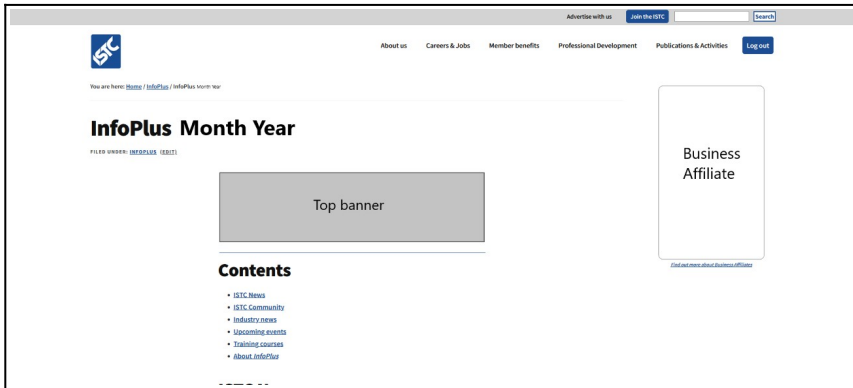 Advertise with us Join the ISTC Search
ISTC
About us Careers & Jobs Member benefits Professional Development Publications & Activities Log out
You are here: Home / InfoPlus / InfoPlus Month Year
InfoPlus Month Year
FILED UNDER: INFOPLUS (EDIT)
Business
Affiliate
Top banner
Find out more about Business Affiliates
Contents
• ISTC News
• ISTC Community
• Industry news
• Upcoming events
• Training courses
• About InfoPlus